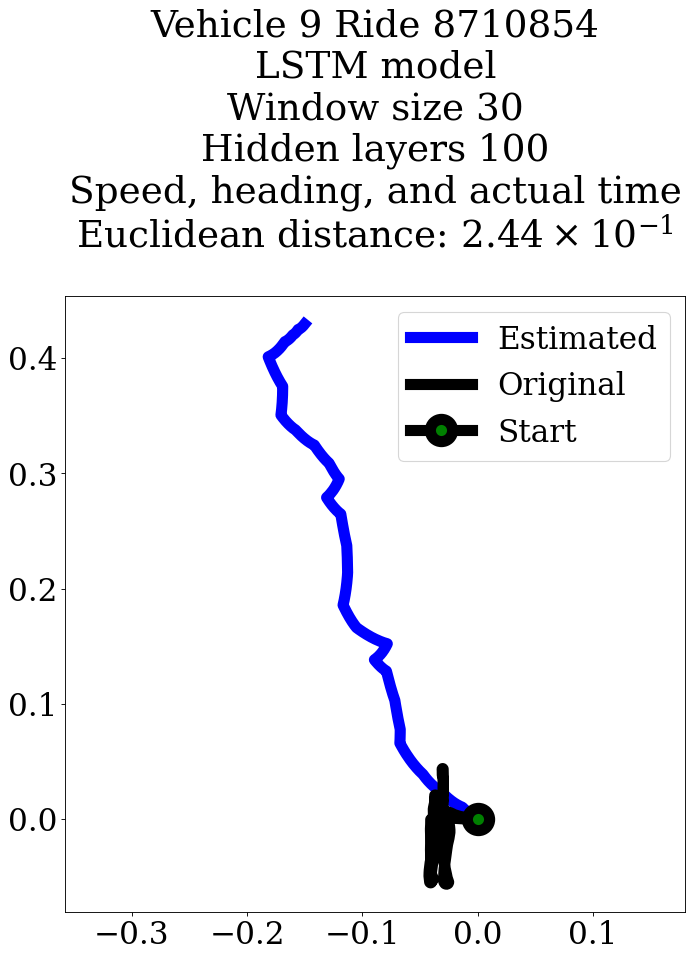 Vehicle 9 Ride 8710854
LSTM model
Window size 30
Hidden layers 100
Speed, heading, and actual time
Euclidean distance: 2.44 × 10⁻¹
Estimated
Original
Start
0.4
0.3
0.2
0.1
0.0
−0.3 −0.2 −0.1 0.0 0.1